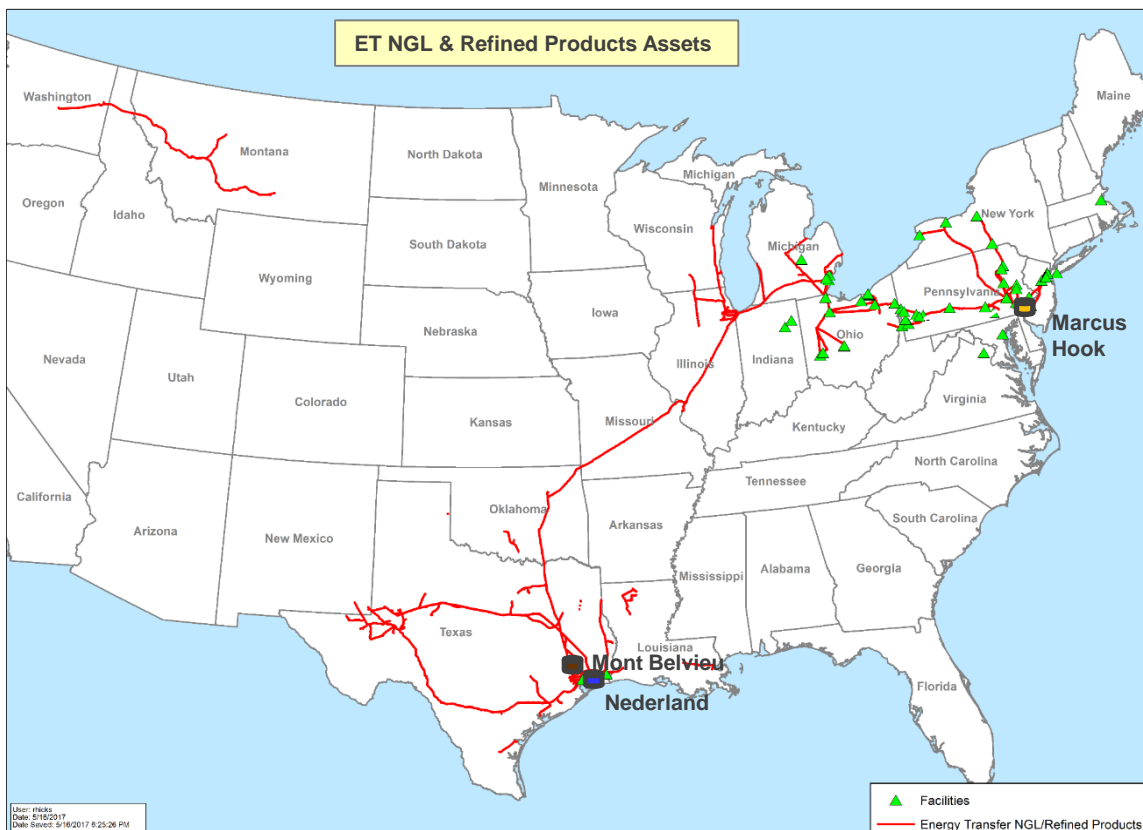 ET NGL & Refined Products Assets
Washington
Maine
Montana
North Dakota
Minnesota
Michigan
Oregon
Idaho
Wisconsin
New York
South Dakota
Michigan
Wyoming
Iowa
Pennsylvania
Nebraska
Marcus
Hook
Nevada
Ohio
Utah
Illinois
Indiana
Colorado
Virginia
Kansas
Missouri
Kentucky
North Carolina
California
Tennessee
Oklahoma
Arkansas
South Carolina
Arizona
New Mexico
Mississippi
Alabama
Georgia
Texas
Louisiana
Mont Belvieu
Florida
Nederland
Facilities
Energy Transfer NGL/Refined Products
User: rhicks
Date: 5/16/2017
Date Saved: 5/16/2017 6:25:26 PM